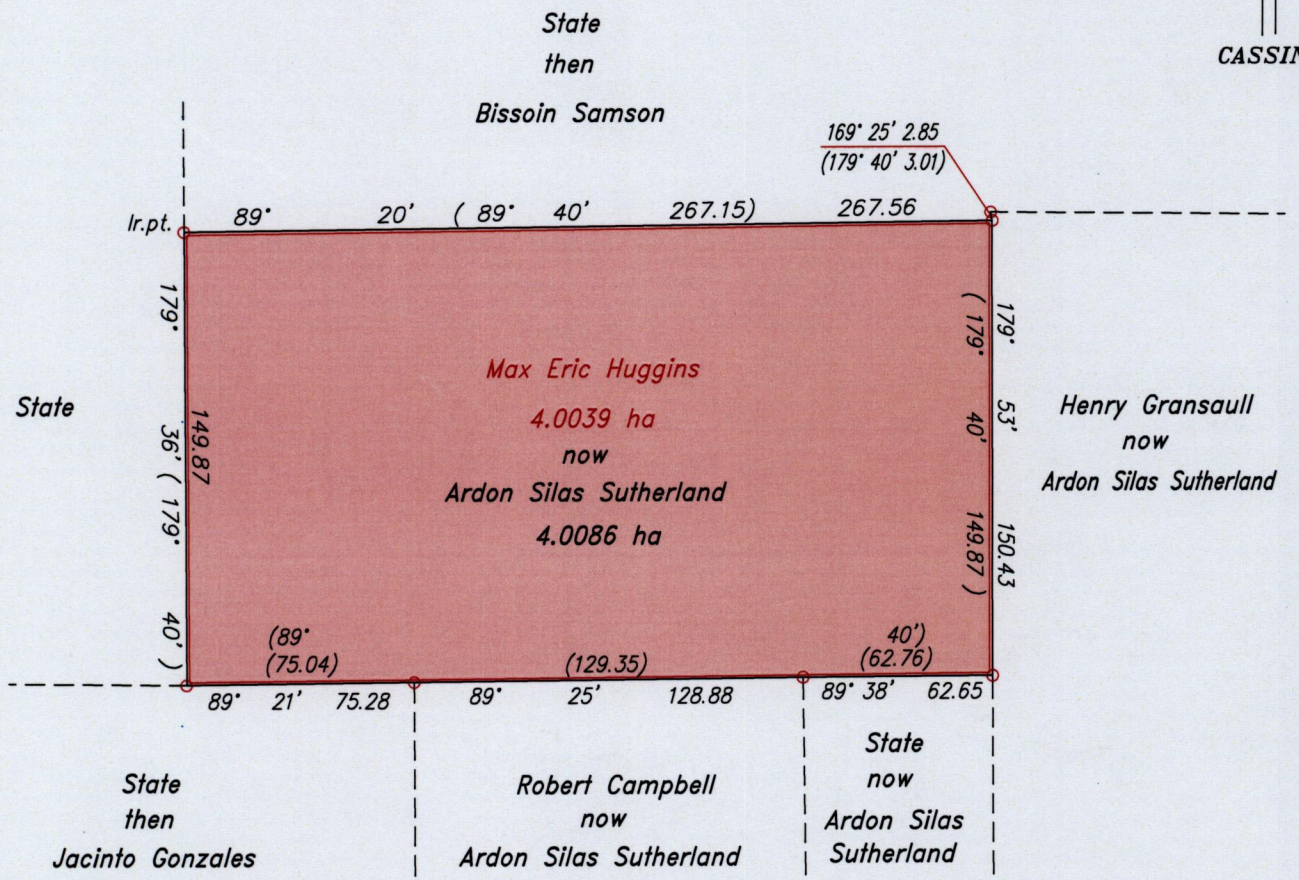 State
then
Bissoin Samson
CASSIN
169° 25' 2.85
(179° 40' 3.01)
Ir.pt.
89° 20' ( 89° 40' 267.15) 267.56
179° 36' ( 179° 40' )
149.87
179° 53' 150.43
( 179° 40' 149.87 )
State
Max Eric Huggins
4.0039 ha
now
Ardon Silas Sutherland
4.0086 ha
Henry Gransaull
now
Ardon Silas Sutherland
(89° 40')
(75.04) (129.35) (62.76)
89° 21' 75.28 89° 25' 128.88 89° 38' 62.65
State
then
Jacinto Gonzales
Robert Campbell
now
Ardon Silas Sutherland
State
now
Ardon Silas
Sutherland